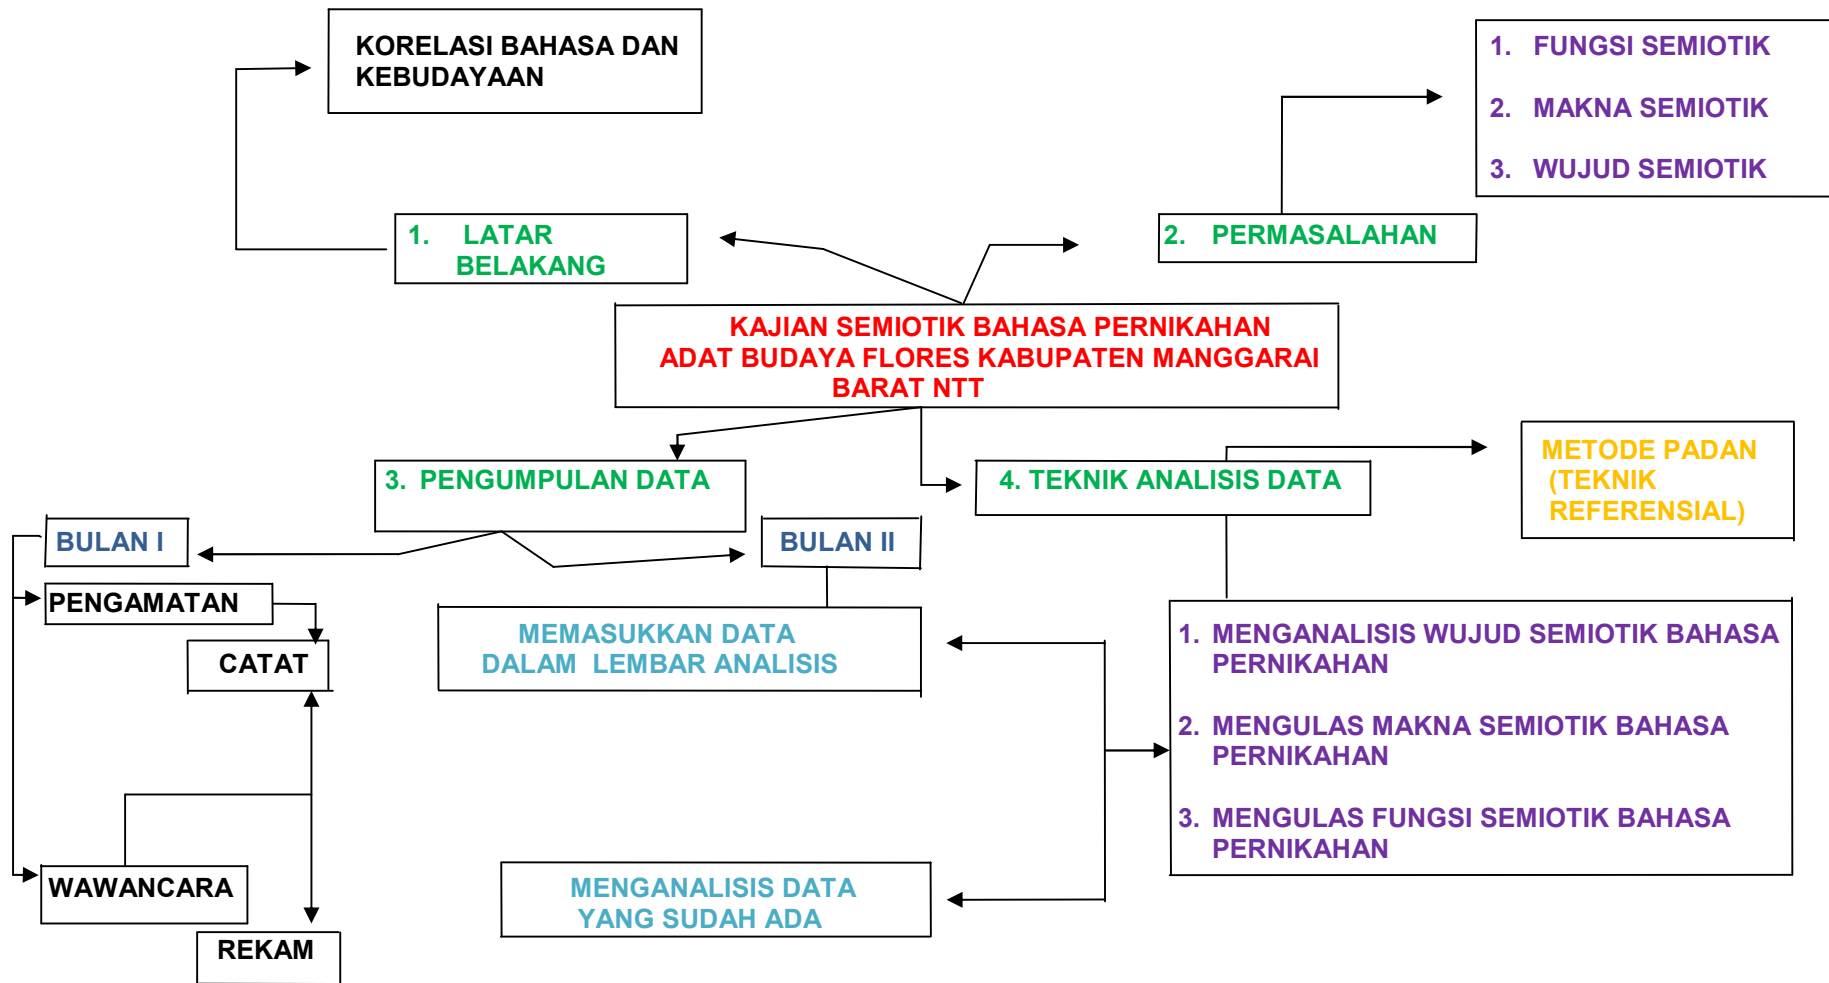 KORELASI BAHASA DAN
KEBUDAYAAN
1. FUNGSI SEMIOTIK
2. MAKNA SEMIOTIK
3. WUJUD SEMIOTIK
1. LATAR
BELAKANG
2. PERMASALAHAN
KAJIAN SEMIOTIK BAHASA PERNIKAHAN
ADAT BUDAYA FLORES KABUPATEN MANGGARAI
BARAT NTT
3. PENGUMPULAN DATA
4. TEKNIK ANALISIS DATA
METODE PADAN
(TEKNIK
REFERENSIAL)
BULAN I
BULAN II
PENGAMATAN
CATAT
MEMASUKKAN DATA
DALAM LEMBAR ANALISIS
1. MENGANALISIS WUJUD SEMIOTIK BAHASA
PERNIKAHAN
2. MENGULAS MAKNA SEMIOTIK BAHASA
PERNIKAHAN
3. MENGULAS FUNGSI SEMIOTIK BAHASA
PERNIKAHAN
WAWANCARA
REKAM
MENGANALISIS DATA
YANG SUDAH ADA